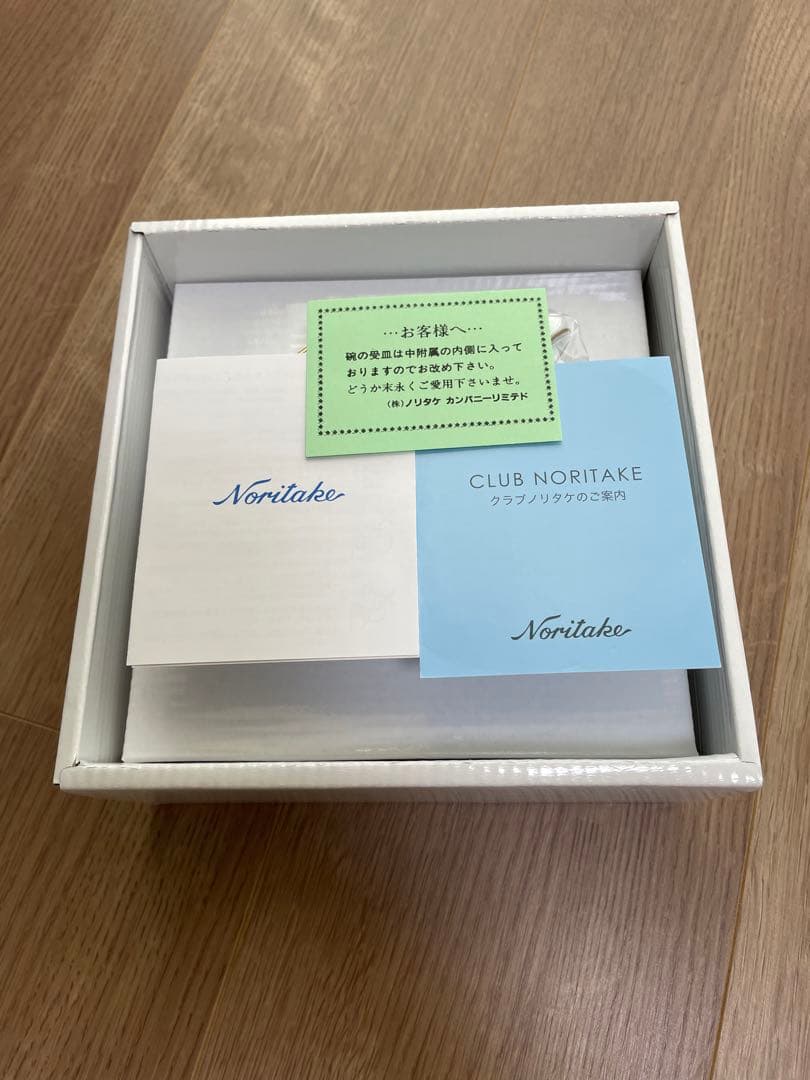 …お客様へ…
碗の受皿は中附属の内側に入って
おりますのでお改め下さい。
どうか末永くご愛用下さいませ。
(株)ノリタケ カンパニーリミテド
Noritake
CLUB NORITAKE
クラブノリタケのご案内
Noritake